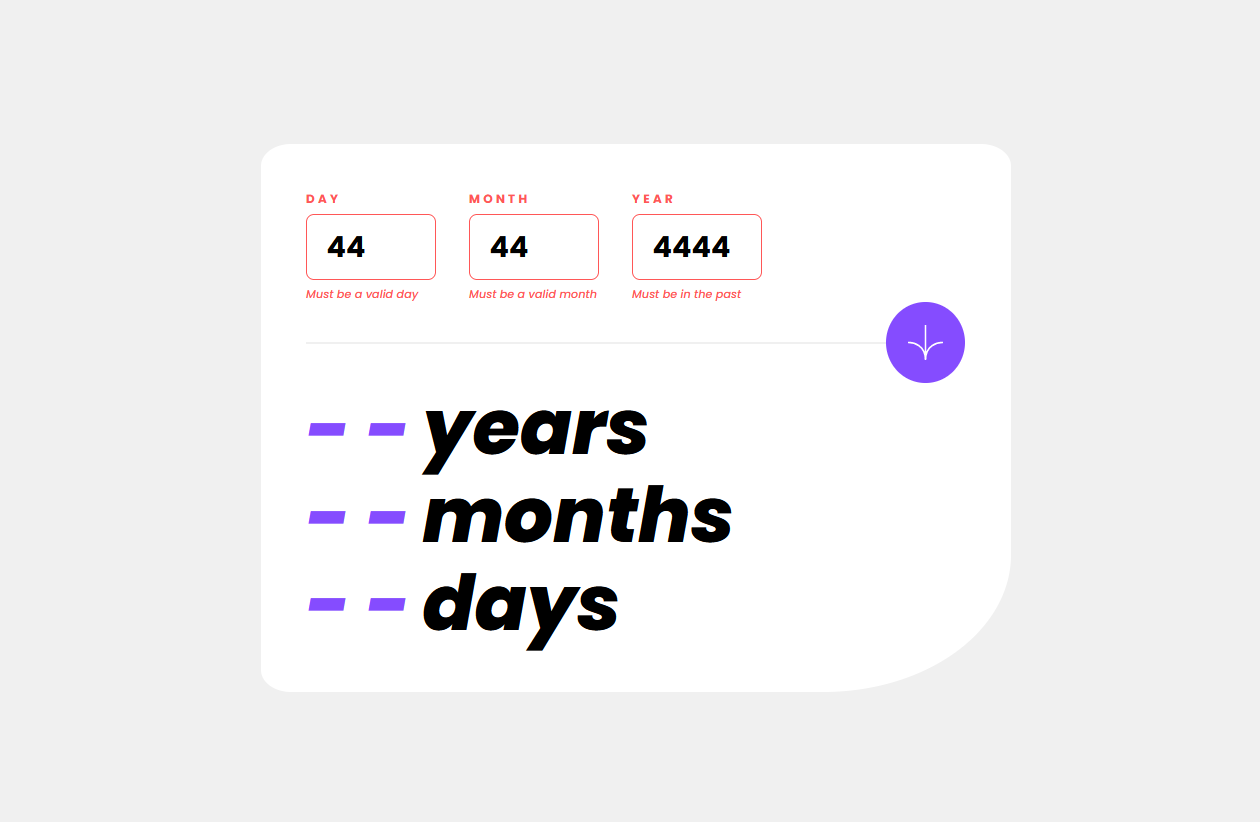 DAY MONTH YEAR
44 44 4444
Must be a valid day Must be a valid month Must be in the past
- - years
- - months
- - days